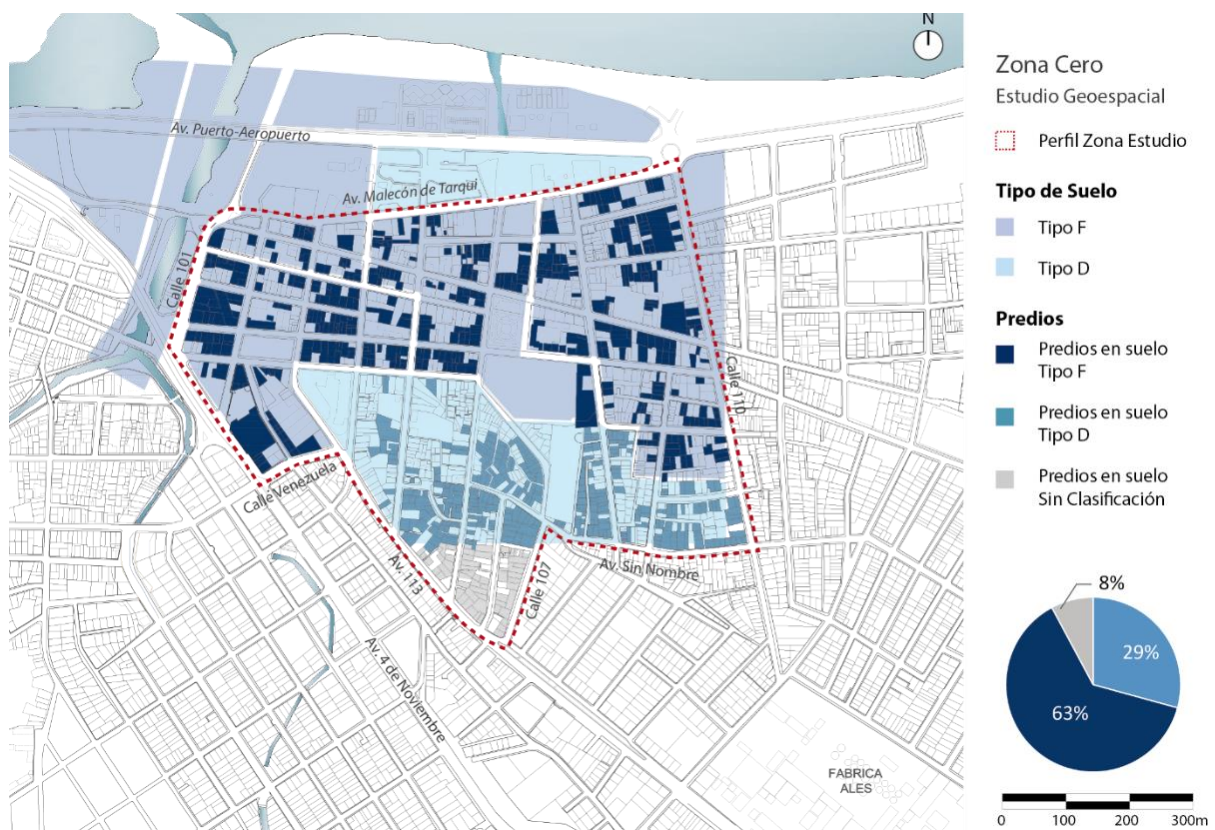 N
Av. Puerto-Aeropuerto
Av. Malecón de Tarqui
Calle 101
Calle 110
Calle Venezuela
Av. 113
Calle 107
Av. Sin Nombre
Av. 4 de Noviembre
FABRICA
ALES
Zona Cero
Estudio Geoespacial
Perfil Zona Estudio
Tipo de Suelo
Tipo F
Tipo D
Predios
Predios en suelo
Tipo F
Predios en suelo
Tipo D
Predios en suelo
Sin Clasificación
8%
29%
63%
0 100 200 300m